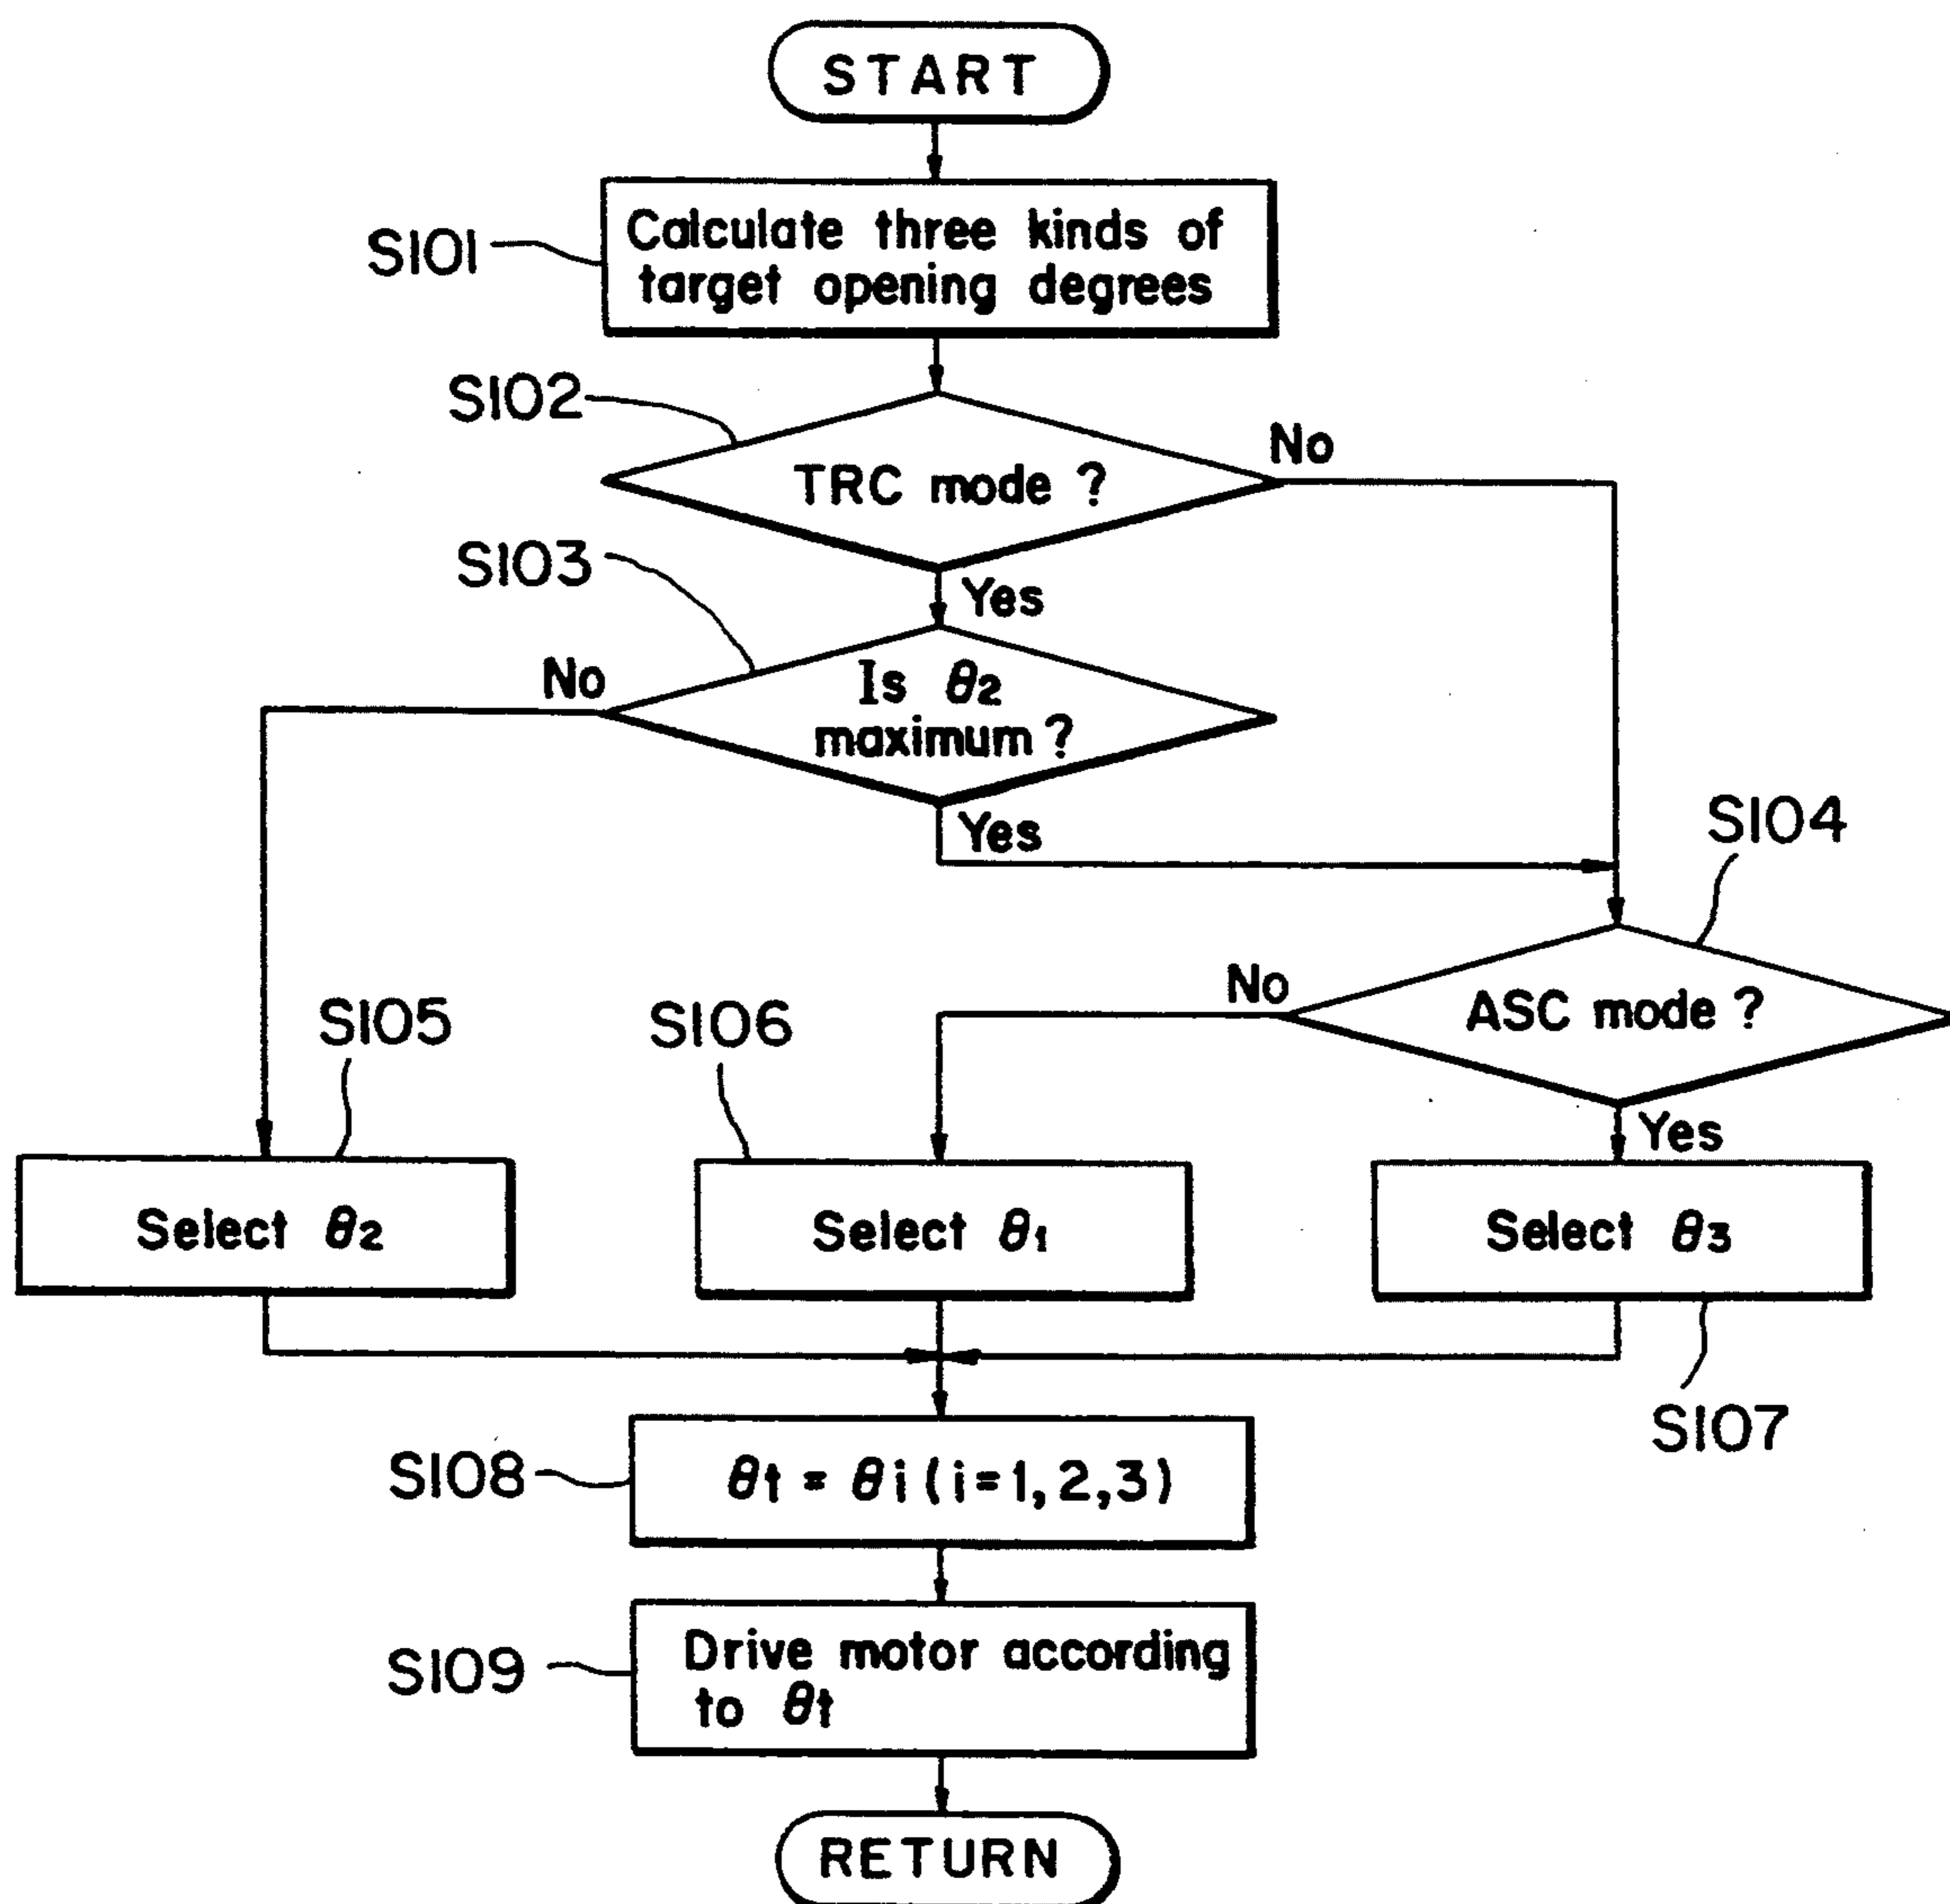 START
S101
Calculate three kinds of
target opening degrees
S102
TRC mode ?
No
Yes
S103
Is θ2
maximum ?
No
Yes
S104
ASC mode ?
No
Yes
S105
Select θ2
S106
Select θ1
Select θ3
S107
S108
θt = θi (i=1,2,3)
S109
Drive motor according
to θt
RETURN